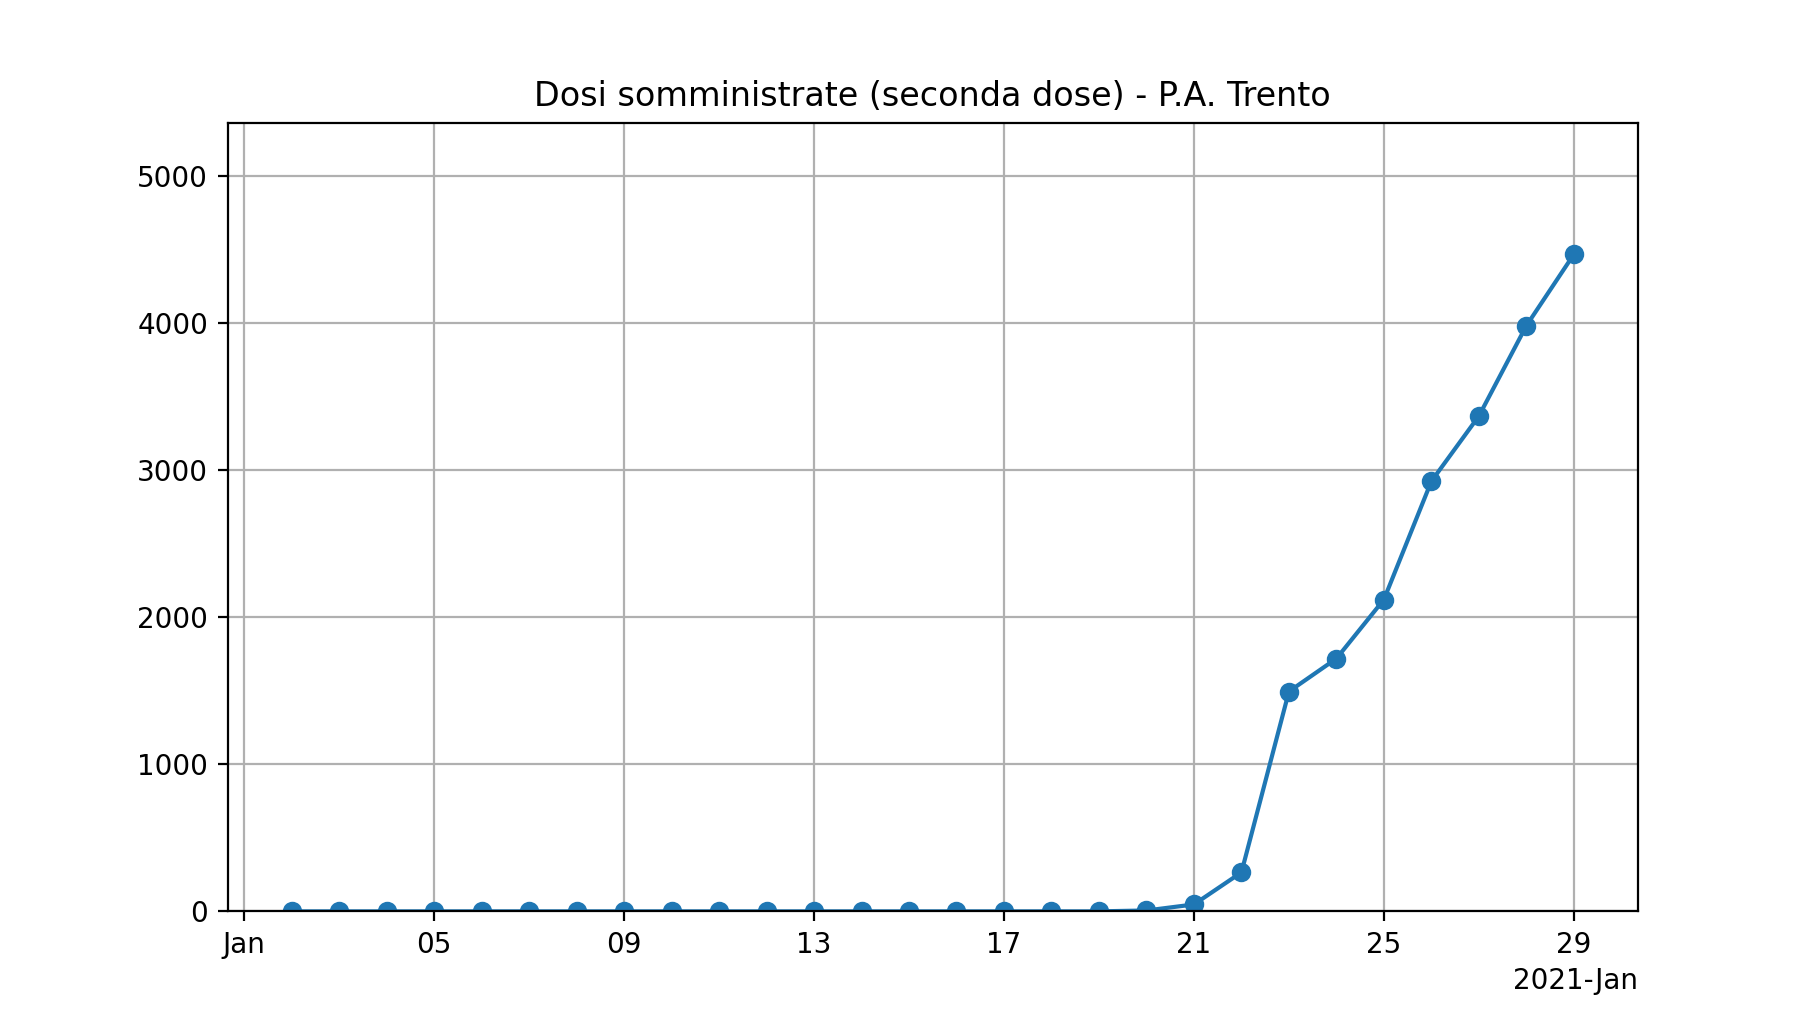 Dosi somministrate (seconda dose) - P.A. Trento
5000
4000
3000
2000
1000
0
Jan 05 09 13 17 21 25 29
2021-Jan